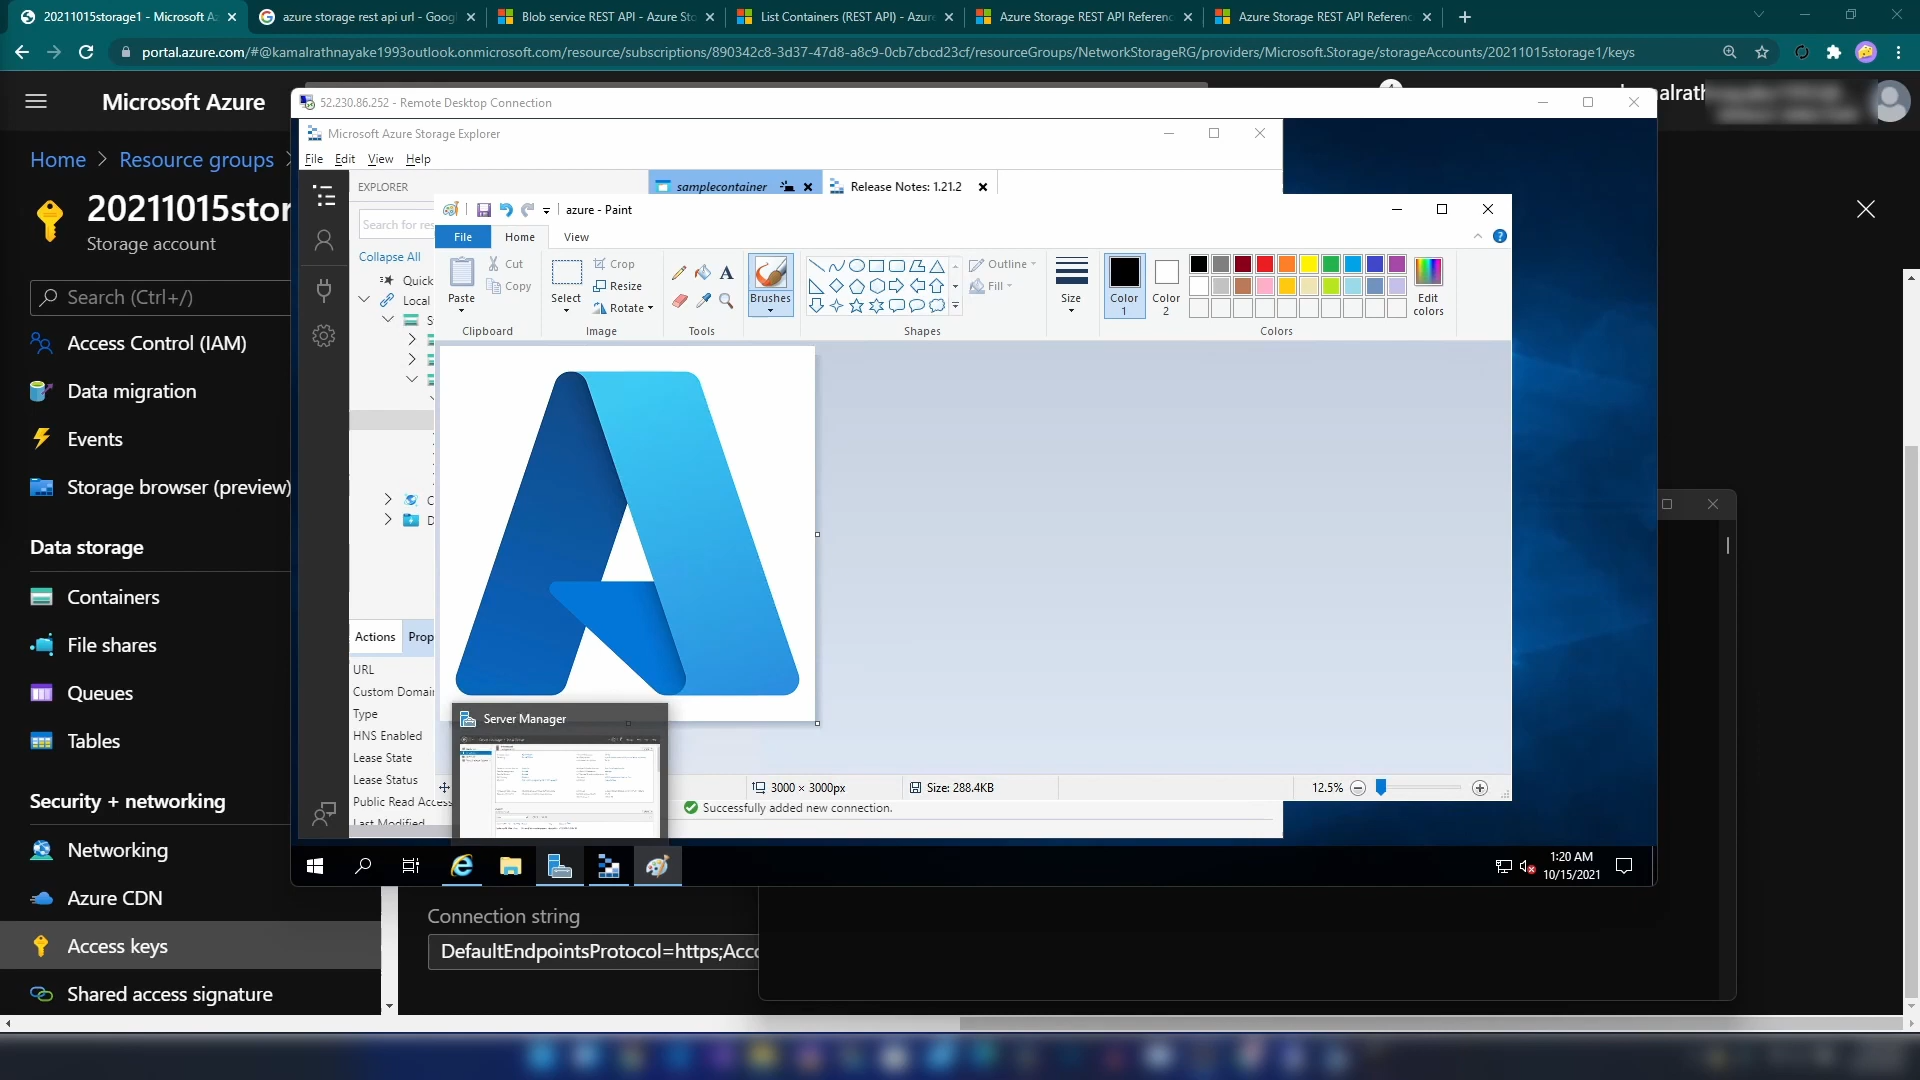 20211015storage1 - Microsoft Az
azure storage rest api url - Goog
Blob service REST API - Azure Sto
List Containers (REST API) - Azure
Azure Storage REST API Referenc
Azure Storage REST API Referenc
portal.azure.com/#@kamalrathnayake1993outlook.onmicrosoft.com/resource/subscriptions/890342c8-3d37-47d8-a8c9-0cb7cbcd23cf/resourceGroups/NetworkStorageRG/providers/Microsoft.Storage/storageAccounts/20211015storage1/keys
Microsoft Azure
52.230.86.252 - Remote Desktop Connection
Microsoft Azure Storage Explorer
File Edit View Help
Home > Resource groups >
20211015stor
Storage account
Search (Ctrl+/)
Access Control (IAM)
Data migration
Events
Storage browser (preview)
Data storage
Containers
File shares
Queues
Tables
Security + networking
Networking
Azure CDN
Access keys
Shared access signature
EXPLORER
samplecontainer
Release Notes: 1.21.2
Search for res
Collapse All
Quick
Local
Actions
Prop
URL
Custom Domai
Type
HNS Enabled
Lease State
Lease Status
Public Read Acces
Last Modified
azure - Paint
File Home View
Paste
Cut
Copy
Clipboard
Select
Crop
Resize
Rotate
Image
A
Tools
Brushes
Shapes
Outline
Fill
Size
Color 1
Color 2
Edit colors
Colors
Server Manager
3000 × 3000px
Size: 288.4KB
12.5%
Successfully added new connection.
1:20 AM
10/15/2021
Connection string
DefaultEndpointsProtocol=https;Acco